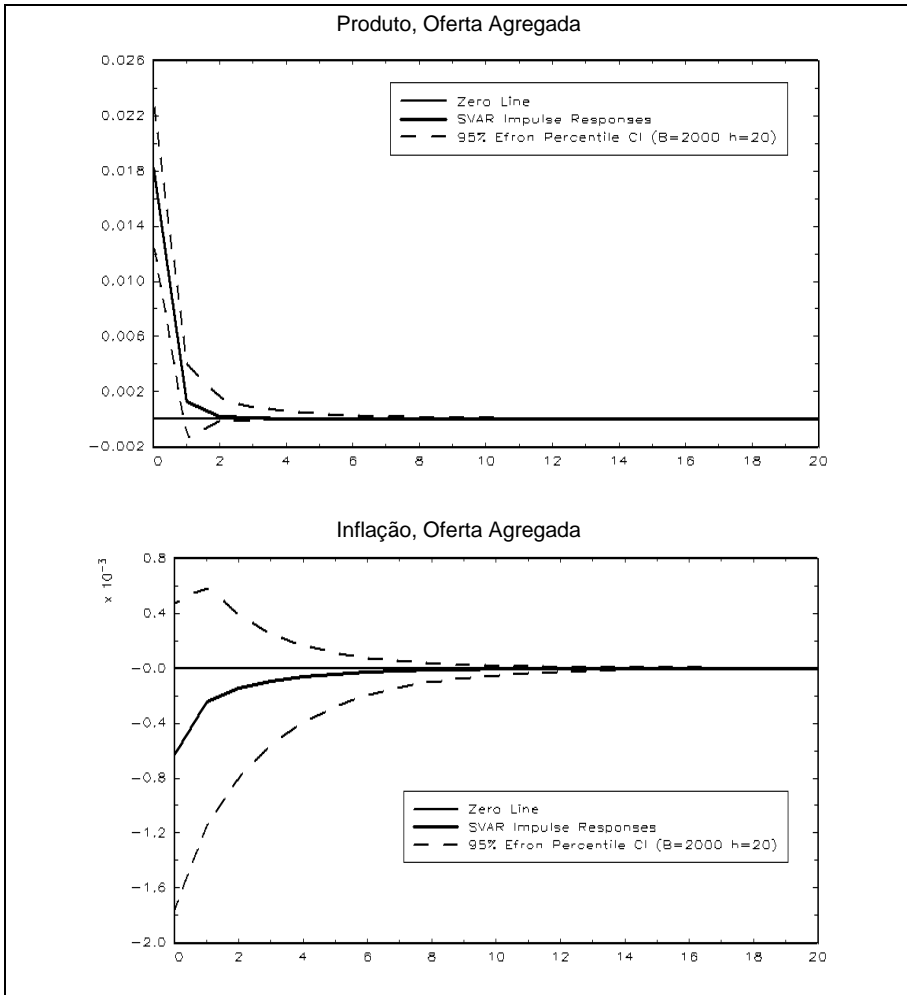 Produto, Oferta Agregada
0.026
0.022
0.018
0.014
0.010
0.006
0.002
-0.002
Zero Line
SVAR Impulse Responses
95% Efron Percentile CI (B=2000 h=20)
0 2 4 6 8 10 12 14 16 18 20
Inflação, Oferta Agregada
x 10⁻³
0.8
0.4
-0.0
-0.4
-0.8
-1.2
-1.6
-2.0
Zero Line
SVAR Impulse Responses
95% Efron Percentile CI (B=2000 h=20)
0 2 4 6 8 10 12 14 16 18 20